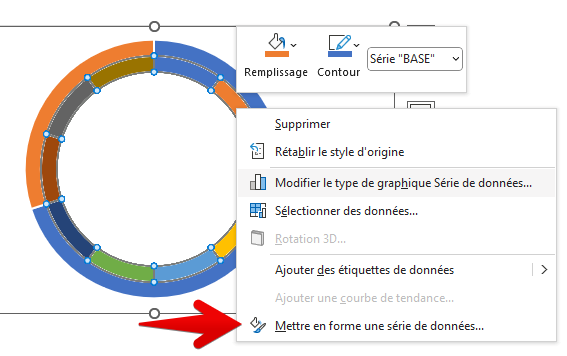 Remplissage
Contour
Série "BASE"
Supprimer
Rétablir le style d'origine
Modifier le type de graphique Série de données...
Sélectionner des données...
Rotation 3D...
Ajouter des étiquettes de données
Ajouter une courbe de tendance...
Mettre en forme une série de données...